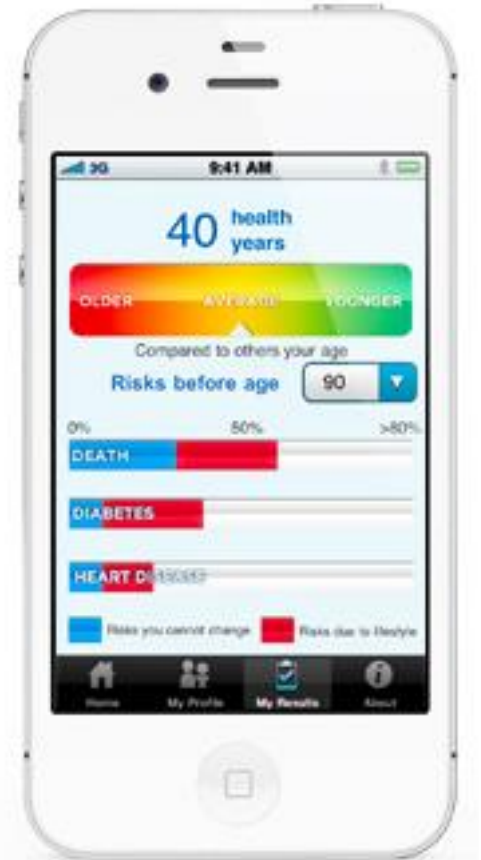 3G 9:41 AM
40 health
years
OLDER AVERAGE YOUNGER
Compared to others your age
Risks before age 90
0% 50% >80%
DEATH
DIABETES
HEART DISEASE
Risks you cannot change Risks due to lifestyle
Home My Profile My Results About